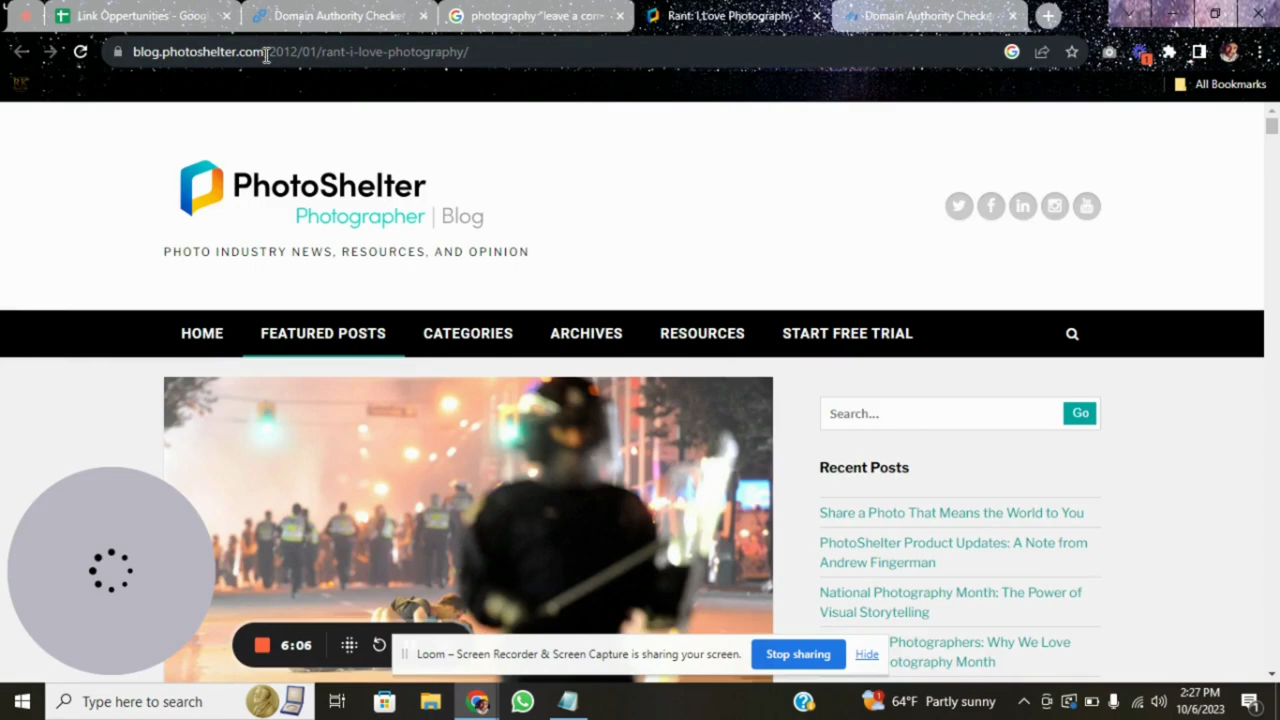 Link Opportunities - Goog
Domain Authority Checke
photography "leave a com
Rant: I Love Photography
Domain Authority Checke
blog.photoshelter.com/2012/01/rant-i-love-photography/
All Bookmarks
PhotoShelter
Photographer | Blog
PHOTO INDUSTRY NEWS, RESOURCES, AND OPINION
HOME
FEATURED POSTS
CATEGORIES
ARCHIVES
RESOURCES
START FREE TRIAL
Search...
Go
Recent Posts
Share a Photo That Means the World to You
PhotoShelter Product Updates: A Note from
Andrew Fingerman
National Photography Month: The Power of
Visual Storytelling
Photographers: Why We Love
otography Month
6:06
Loom – Screen Recorder & Screen Capture is sharing your screen.
Stop sharing
Hide
Type here to search
64°F Partly sunny
2:27 PM
10/6/2023